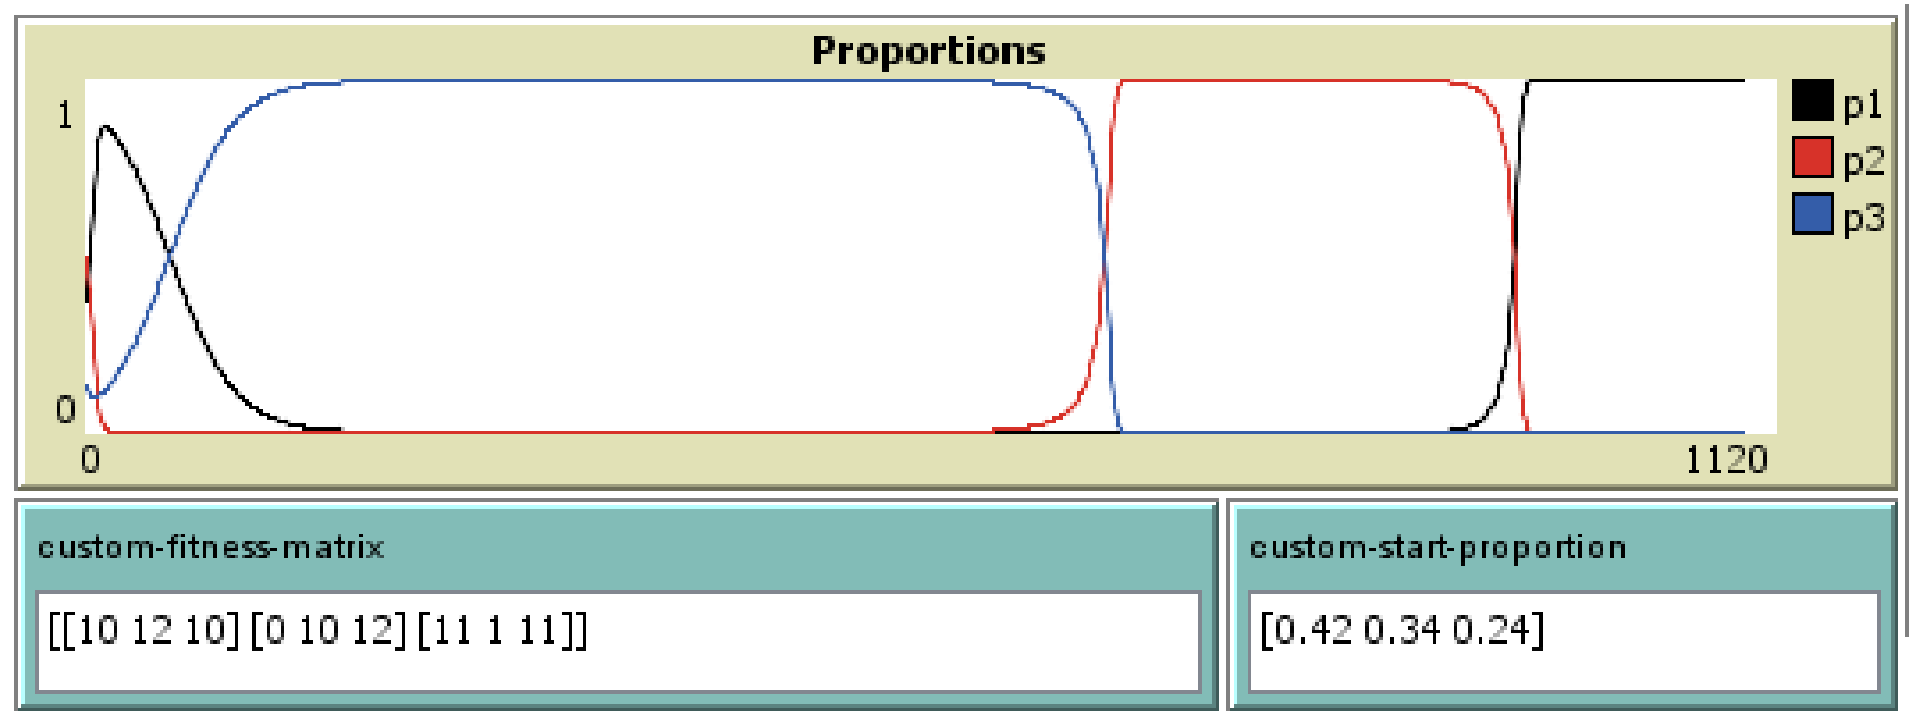 Proportions
1
0
0
1120
p1
p2
p3
custom-fitness-matrix
[[10 12 10] [0 10 12] [11 1 11]]
custom-start-proportion
[0.42 0.34 0.24]